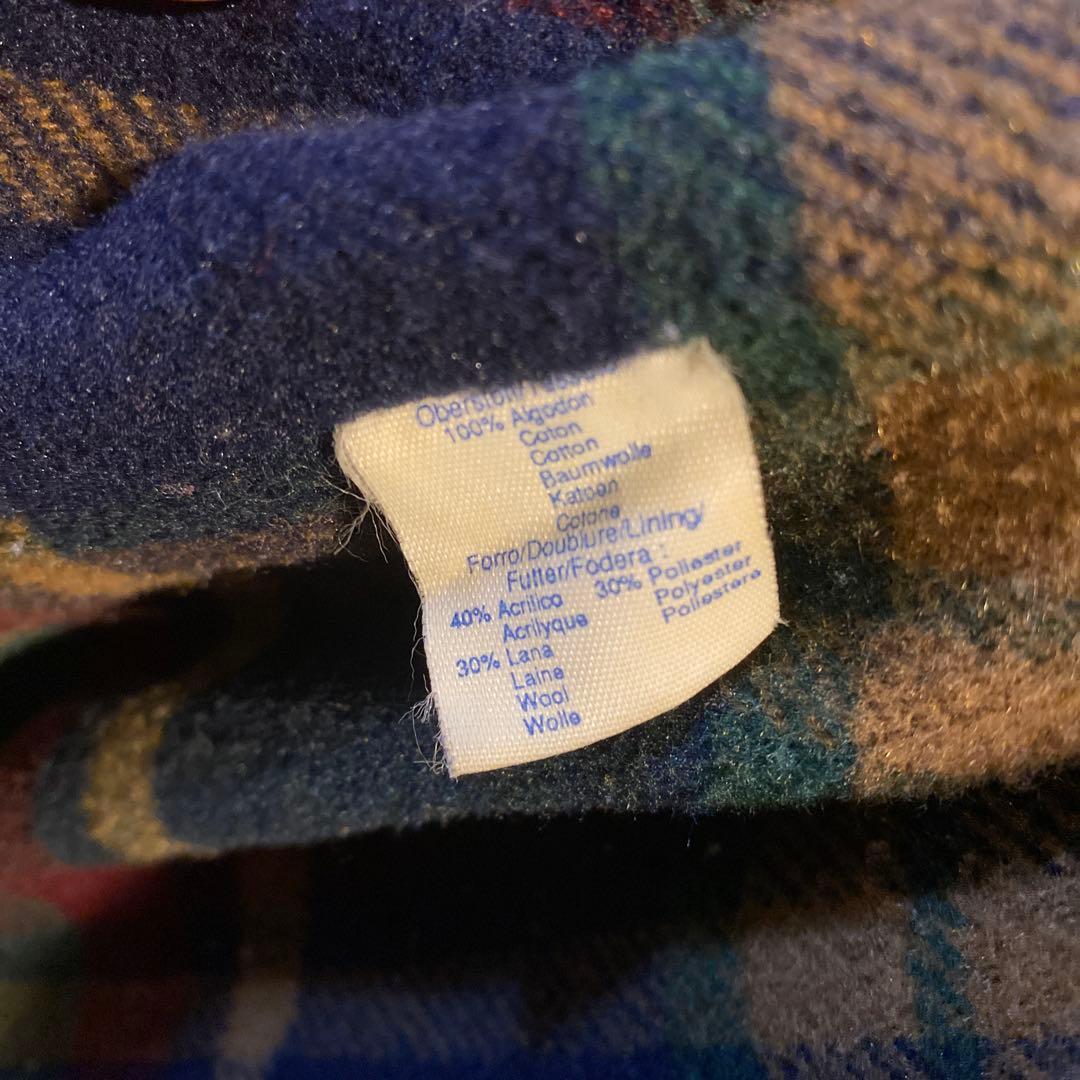 Oberstoff/
100% Algodon
Coton
Cotton
Baumwolle
Katoen
Cotone
Forro/Doublure/Lining/
Futter/Fodera :
40% Acrilico 30% Poliester
Acrilyque Polyester
Poliestere
30% Lana
Laine
Wool
Wolle